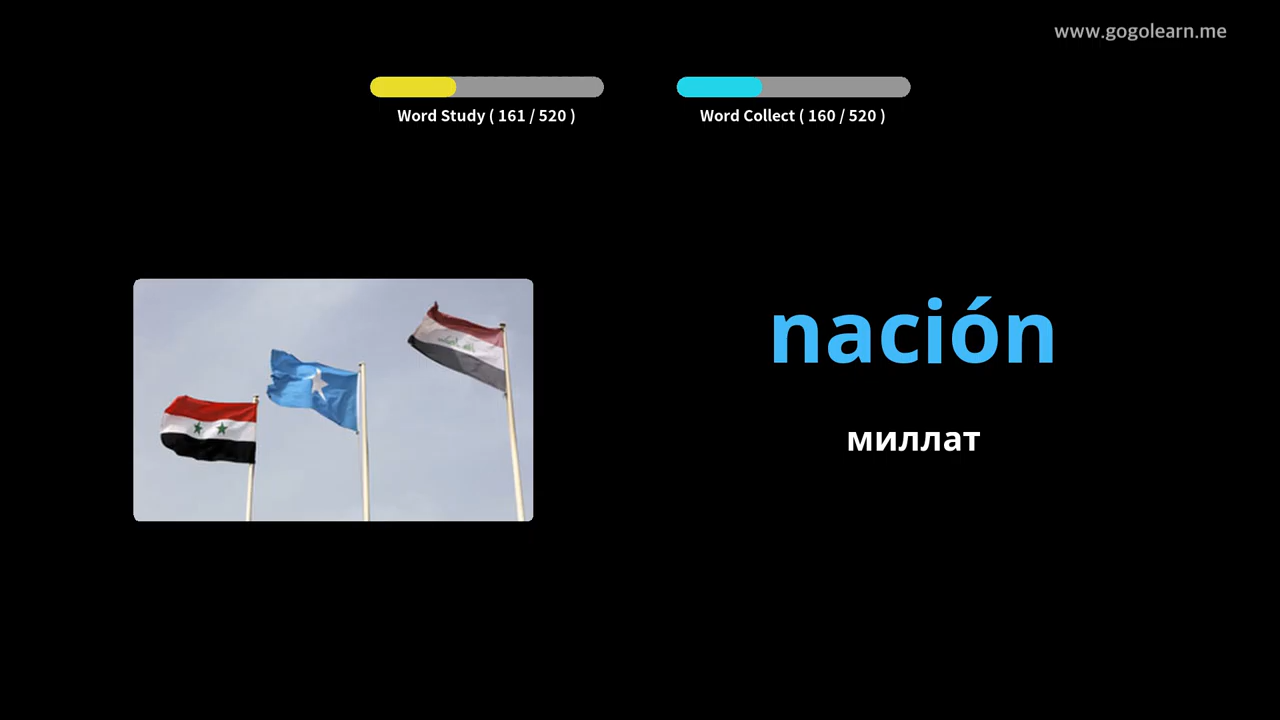 www.gogolearn.me
Word Study ( 161 / 520 )
Word Collect ( 160 / 520 )
nación
миллат